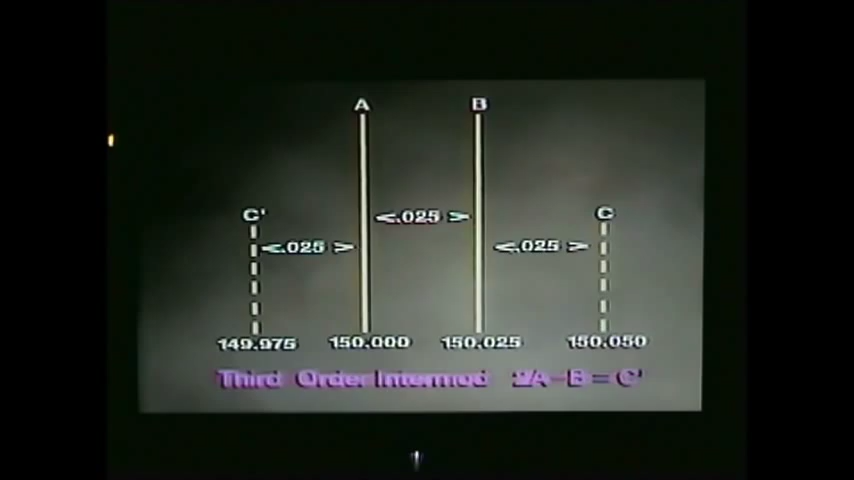 A B
C' C
<.025>
<.025> <.025>
149.975 150.000 150.025 150.050
Third Order Intermod 2A-B=C'